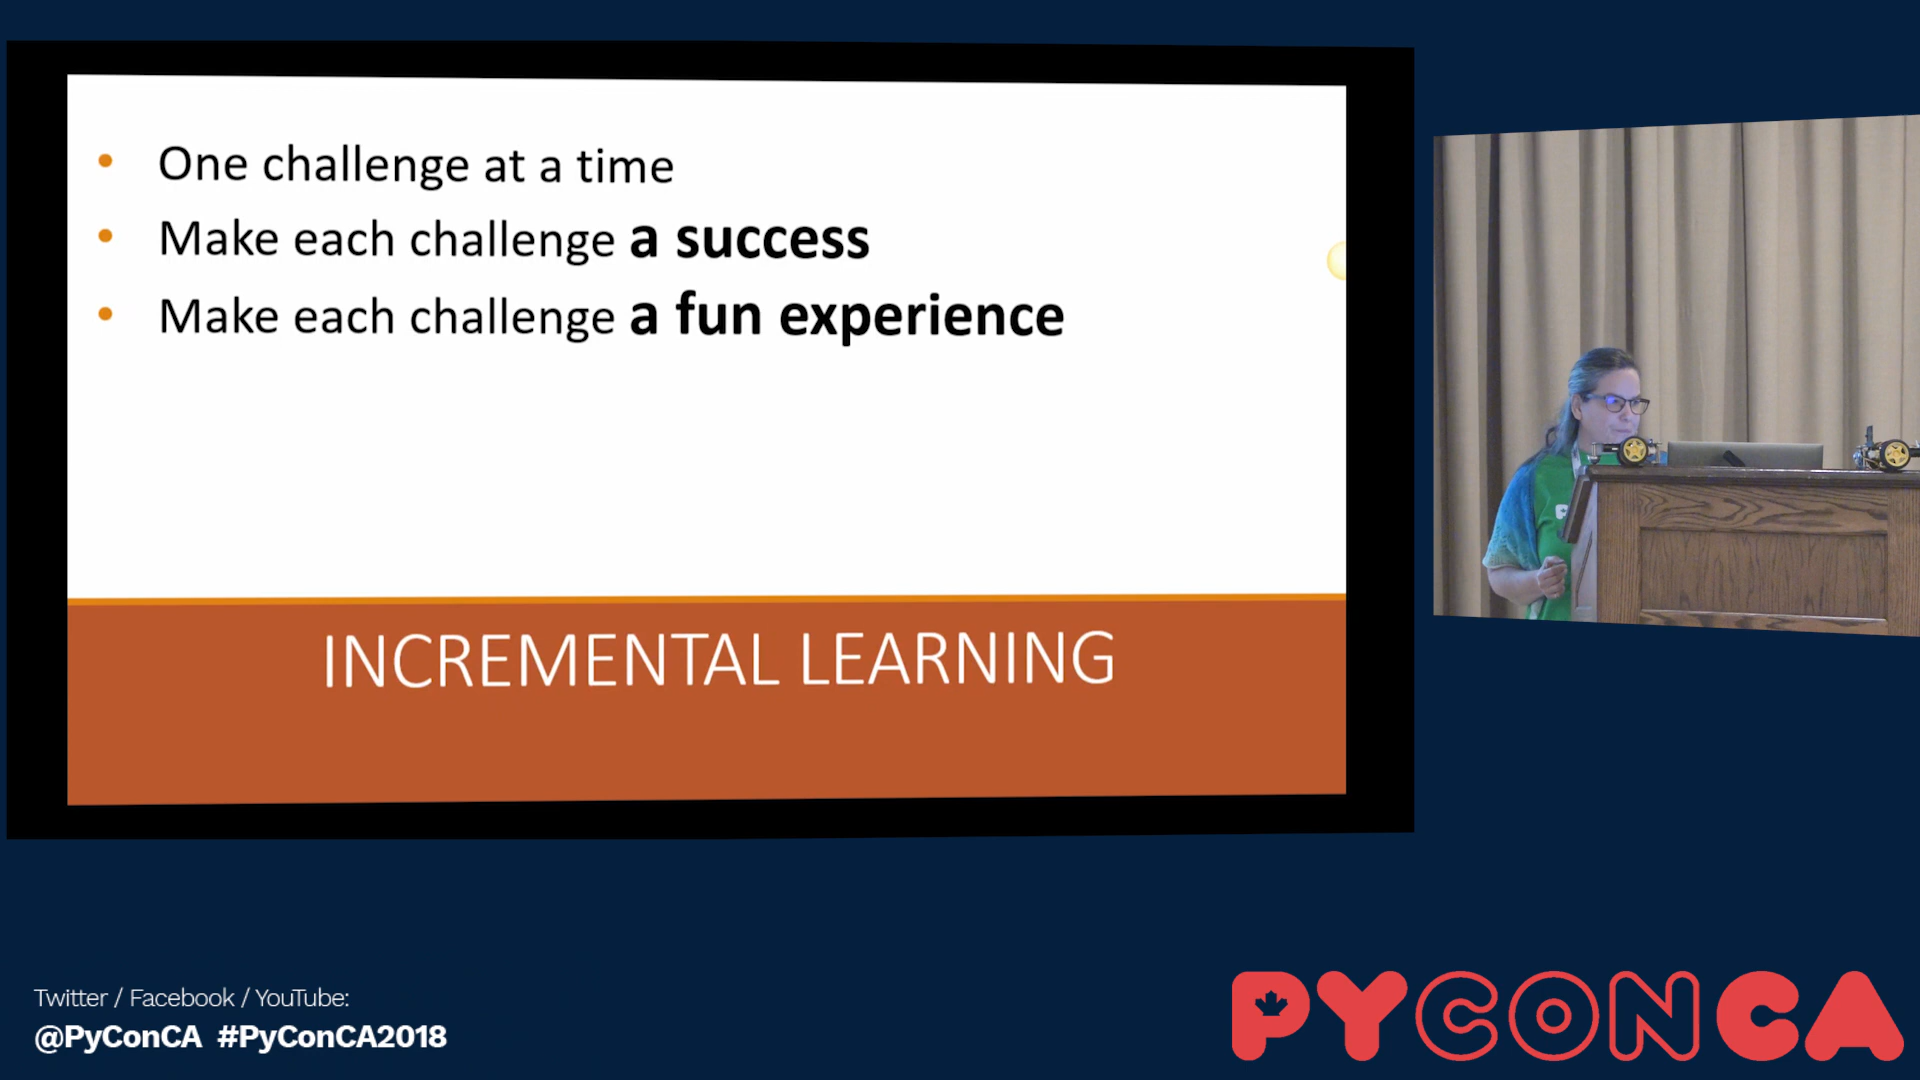 One challenge at a time
Make each challenge a success
Make each challenge a fun experience
INCREMENTAL LEARNING
Twitter / Facebook / YouTube:
@PyConCA #PyConCA2018
PYCONCA